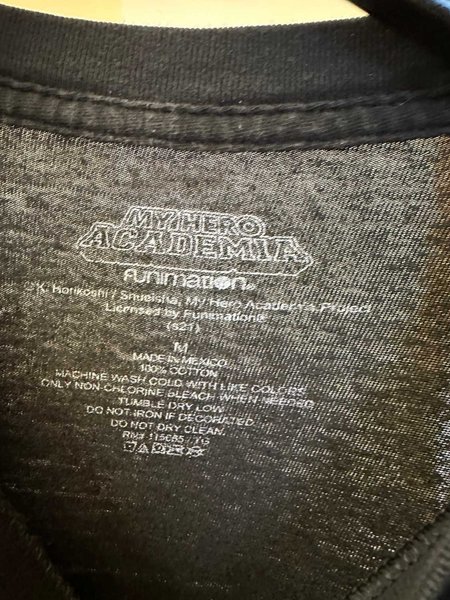 MY HERO
ACADEMIA
FUNIMATION®
© K. Horikoshi / Shueisha, My Hero Academia Project
Licensed by Funimation®
(S21)
M
MADE IN MEXICO
100% COTTON
MACHINE WASH COLD WITH LIKE COLORS
ONLY NON-CHLORINE BLEACH WHEN NEEDED
TUMBLE DRY LOW
DO NOT IRON IF DECORATED
DO NOT DRY CLEAN.
RN#